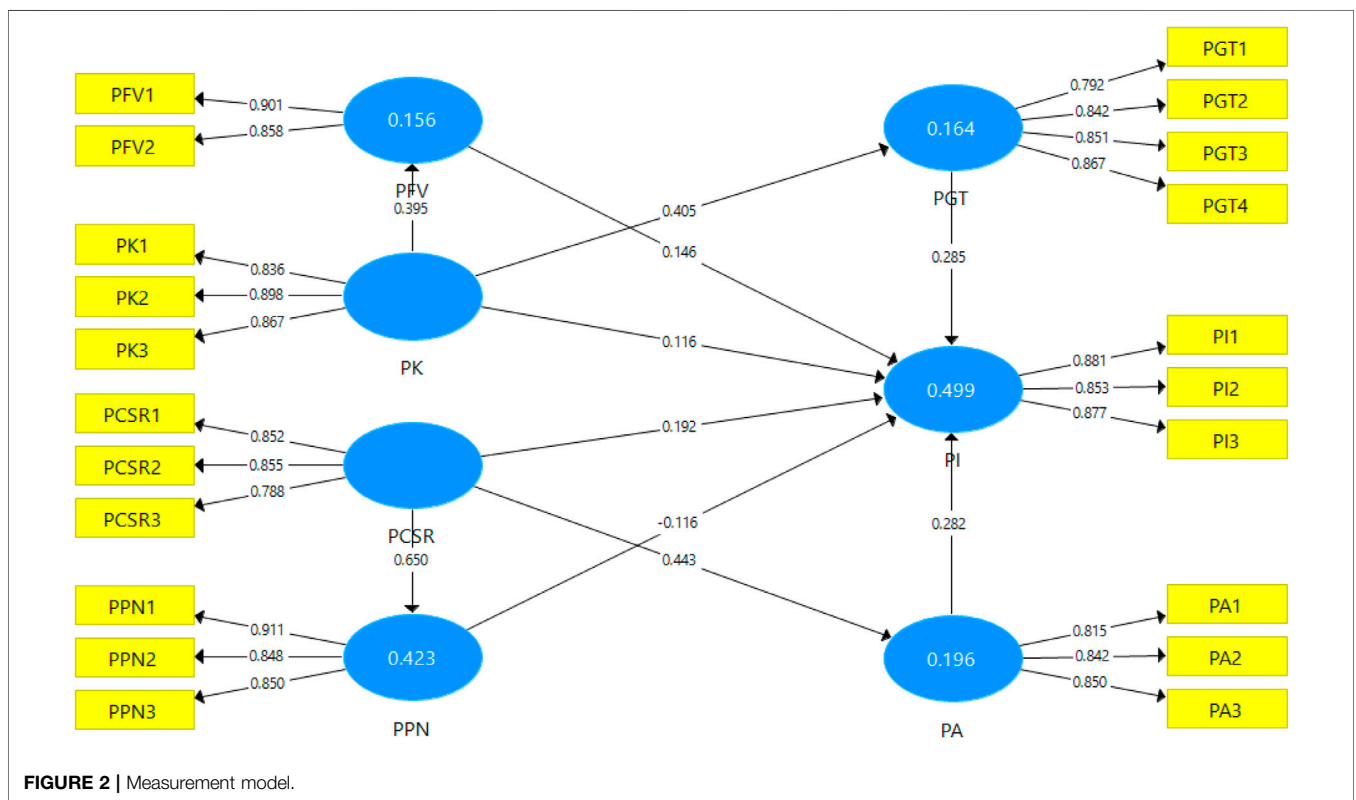 PFV1
PFV2
0.901
0.858
0.156
PFV
0.395
PK1
PK2
PK3
0.836
0.898
0.867
PK
PCSR1
PCSR2
PCSR3
0.852
0.855
0.788
PCSR
0.650
PPN1
PPN2
PPN3
0.911
0.848
0.850
0.423
PPN
0.405
0.146
0.116
0.192
-0.116
0.443
0.164
PGT
0.285
0.792
0.842
0.851
0.867
PGT1
PGT2
PGT3
PGT4
0.499
PI
0.881
0.853
0.877
PI1
PI2
PI3
0.282
0.196
PA
0.815
0.842
0.850
PA1
PA2
PA3
FIGURE 2 | Measurement model.